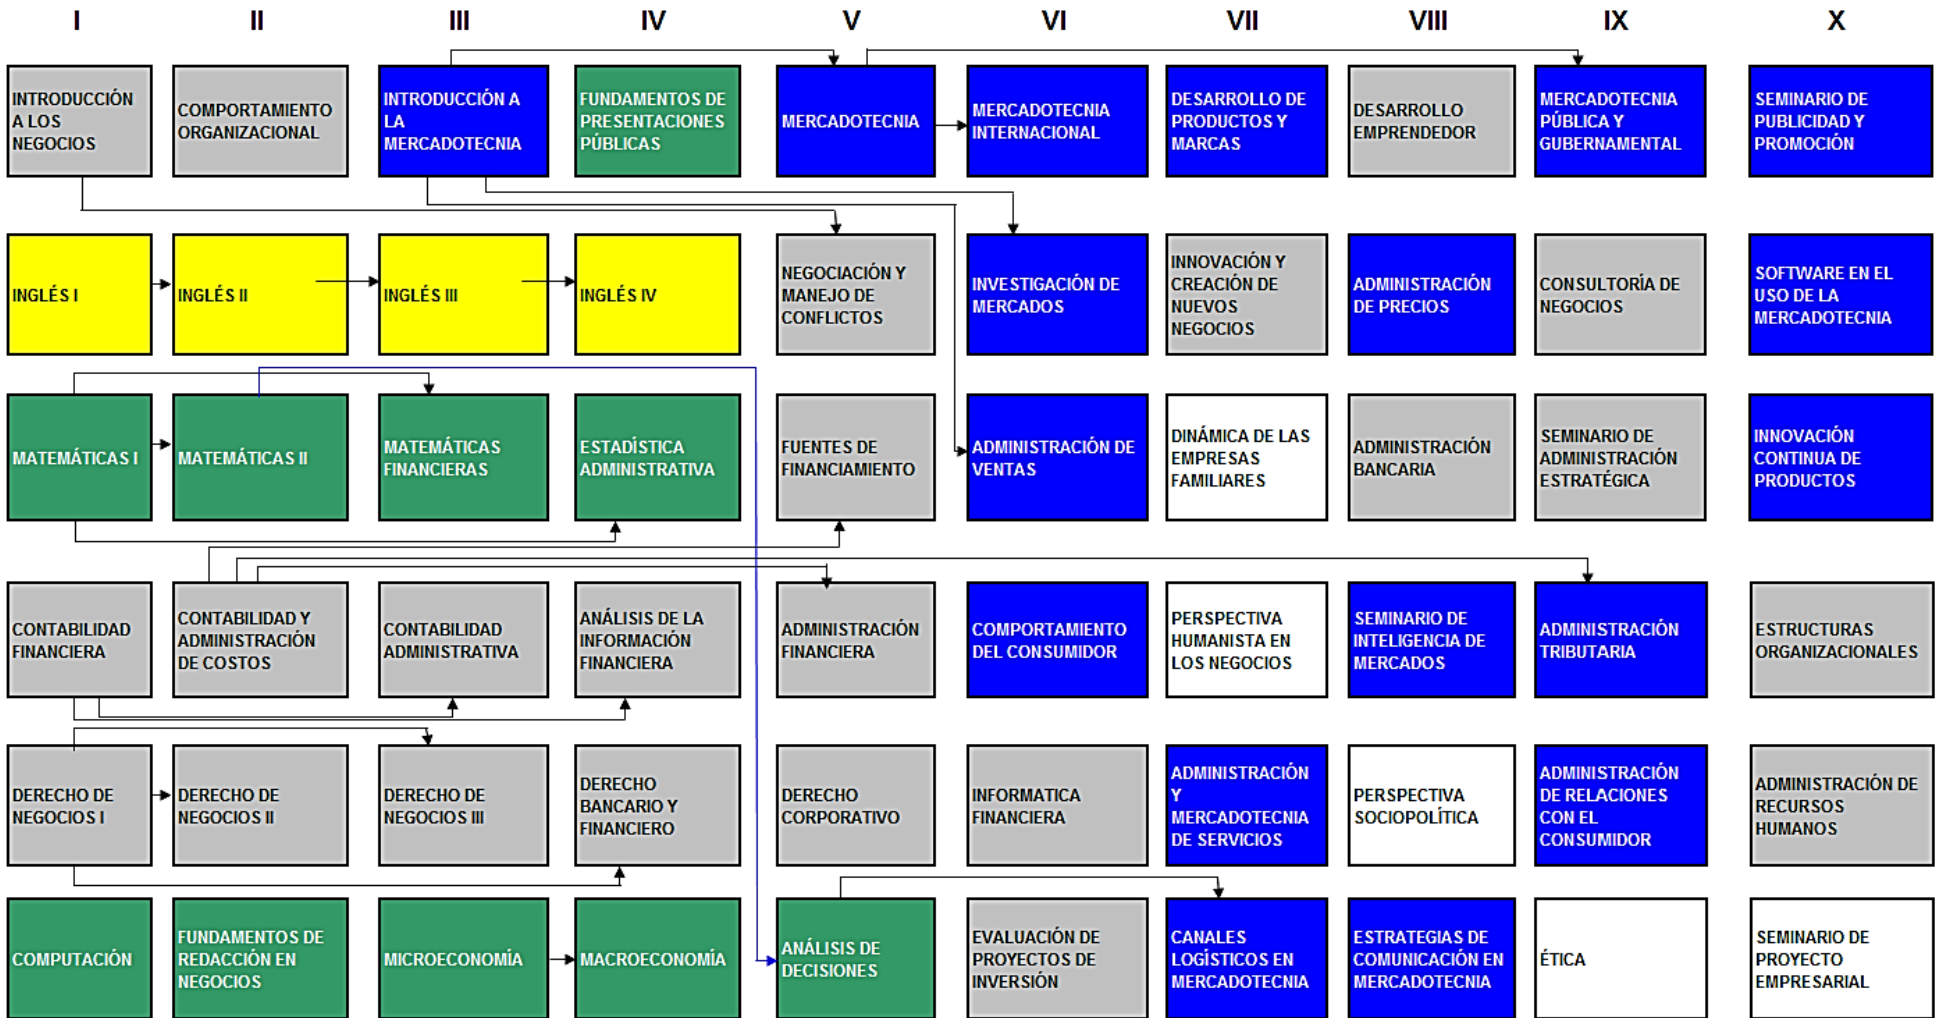 I II III IV V VI VII VIII IX X
INTRODUCCIÓN
A LOS
NEGOCIOS
COMPORTAMIENTO
ORGANIZACIONAL
INTRODUCCIÓN A
LA
MERCADOTECNIA
FUNDAMENTOS DE
PRESENTACIONES
PÚBLICAS
MERCADOTECNIA
MERCADOTECNIA
INTERNACIONAL
DESARROLLO DE
PRODUCTOS Y
MARCAS
DESARROLLO
EMPRENDEDOR
MERCADOTECNIA
PÚBLICA Y
GUBERNAMENTAL
SEMINARIO DE
PUBLICIDAD Y
PROMOCIÓN
INGLÉS I
INGLÉS II
INGLÉS III
INGLÉS IV
NEGOCIACIÓN Y
MANEJO DE
CONFLICTOS
INVESTIGACIÓN DE
MERCADOS
INNOVACIÓN Y
CREACIÓN DE
NUEVOS
NEGOCIOS
ADMINISTRACIÓN
DE PRECIOS
CONSULTORÍA DE
NEGOCIOS
SOFTWARE EN EL
USO DE LA
MERCADOTECNIA
MATEMÁTICAS I
MATEMÁTICAS II
MATEMÁTICAS
FINANCIERAS
ESTADÍSTICA
ADMINISTRATIVA
FUENTES DE
FINANCIAMIENTO
ADMINISTRACIÓN DE
VENTAS
DINÁMICA DE LAS
EMPRESAS
FAMILIARES
ADMINISTRACIÓN
BANCARIA
SEMINARIO DE
ADMINISTRACIÓN
ESTRATÉGICA
INNOVACIÓN
CONTINUA DE
PRODUCTOS
CONTABILIDAD
FINANCIERA
CONTABILIDAD Y
ADMINISTRACIÓN
DE COSTOS
CONTABILIDAD
ADMINISTRATIVA
ANÁLISIS DE LA
INFORMACIÓN
FINANCIERA
ADMINISTRACIÓN
FINANCIERA
COMPORTAMIENTO
DEL CONSUMIDOR
PERSPECTIVA
HUMANISTA EN
LOS NEGOCIOS
SEMINARIO DE
INTELIGENCIA DE
MERCADOS
ADMINISTRACIÓN
TRIBUTARIA
ESTRUCTURAS
ORGANIZACIONALES
DERECHO DE
NEGOCIOS I
DERECHO DE
NEGOCIOS II
DERECHO DE
NEGOCIOS III
DERECHO
BANCARIO Y
FINANCIERO
DERECHO
CORPORATIVO
INFORMATICA
FINANCIERA
ADMINISTRACIÓN
Y
MERCADOTECNIA
DE SERVICIOS
PERSPECTIVA
SOCIOPOLÍTICA
ADMINISTRACIÓN
DE RELACIONES
CON EL
CONSUMIDOR
ADMINISTRACIÓN DE
RECURSOS
HUMANOS
COMPUTACIÓN
FUNDAMENTOS DE
REDACCIÓN EN
NEGOCIOS
MICROECONOMÍA
MACROECONOMÍA
ANÁLISIS DE
DECISIONES
EVALUACIÓN DE
PROYECTOS DE
INVERSIÓN
CANALES
LOGÍSTICOS EN
MERCADOTECNIA
ESTRATEGIAS DE
COMUNICACIÓN EN
MERCADOTECNIA
ÉTICA
SEMINARIO DE
PROYECTO
EMPRESARIAL